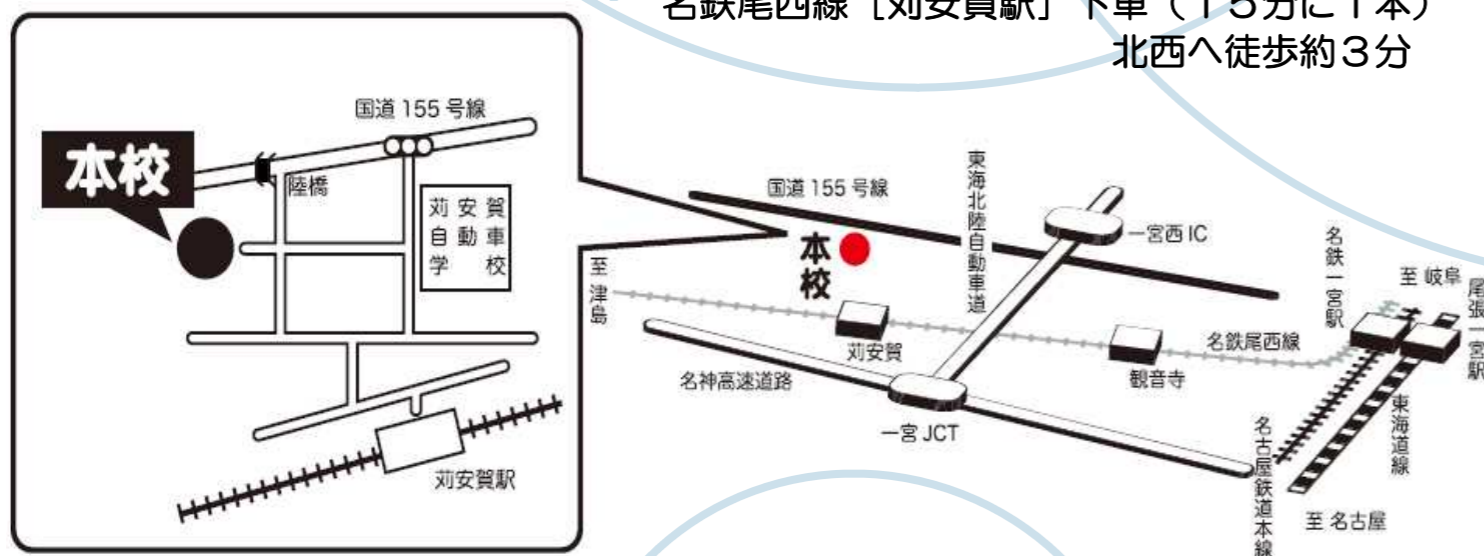 名鉄尾西線［刈安賀駅］下車（１５分に１本）
北西へ徒歩約３分
国道155号線
本校
陸橋
刈安賀
自動車
学校
刈安賀駅
国道155号線
本校
至津島
東海北陸自動車道
一宮西IC
刈安賀
名神高速道路
一宮JCT
観音寺
名鉄尾西線
名鉄一宮駅
至 岐阜
尾張一宮駅
東海道線
名古屋鉄道本線
至 名古屋